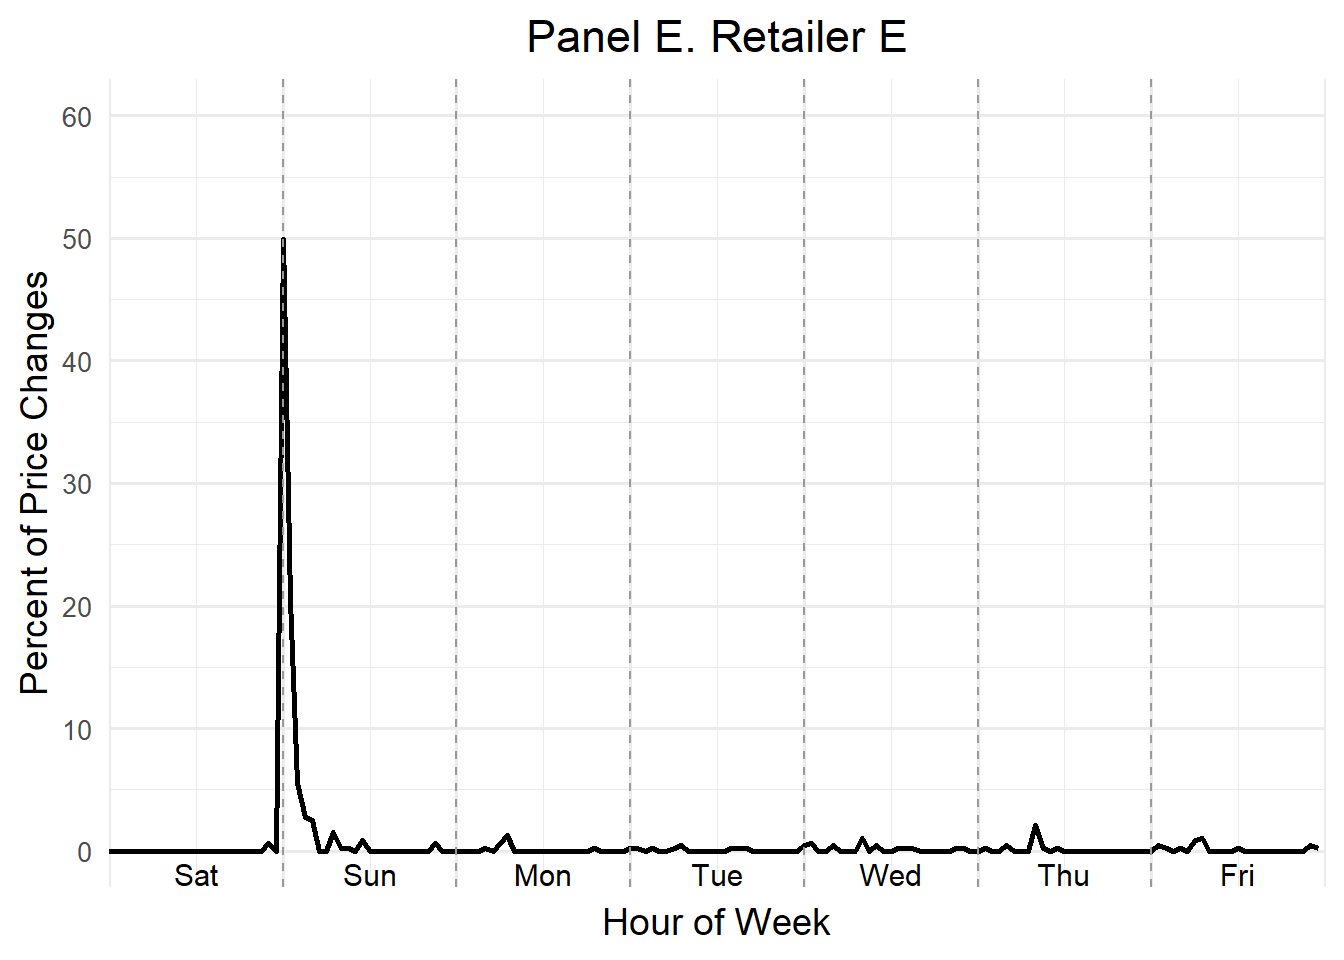 Panel E. Retailer E
Percent of Price Changes
60
50
40
30
20
10
0
Sat Sun Mon Tue Wed Thu Fri
Hour of Week